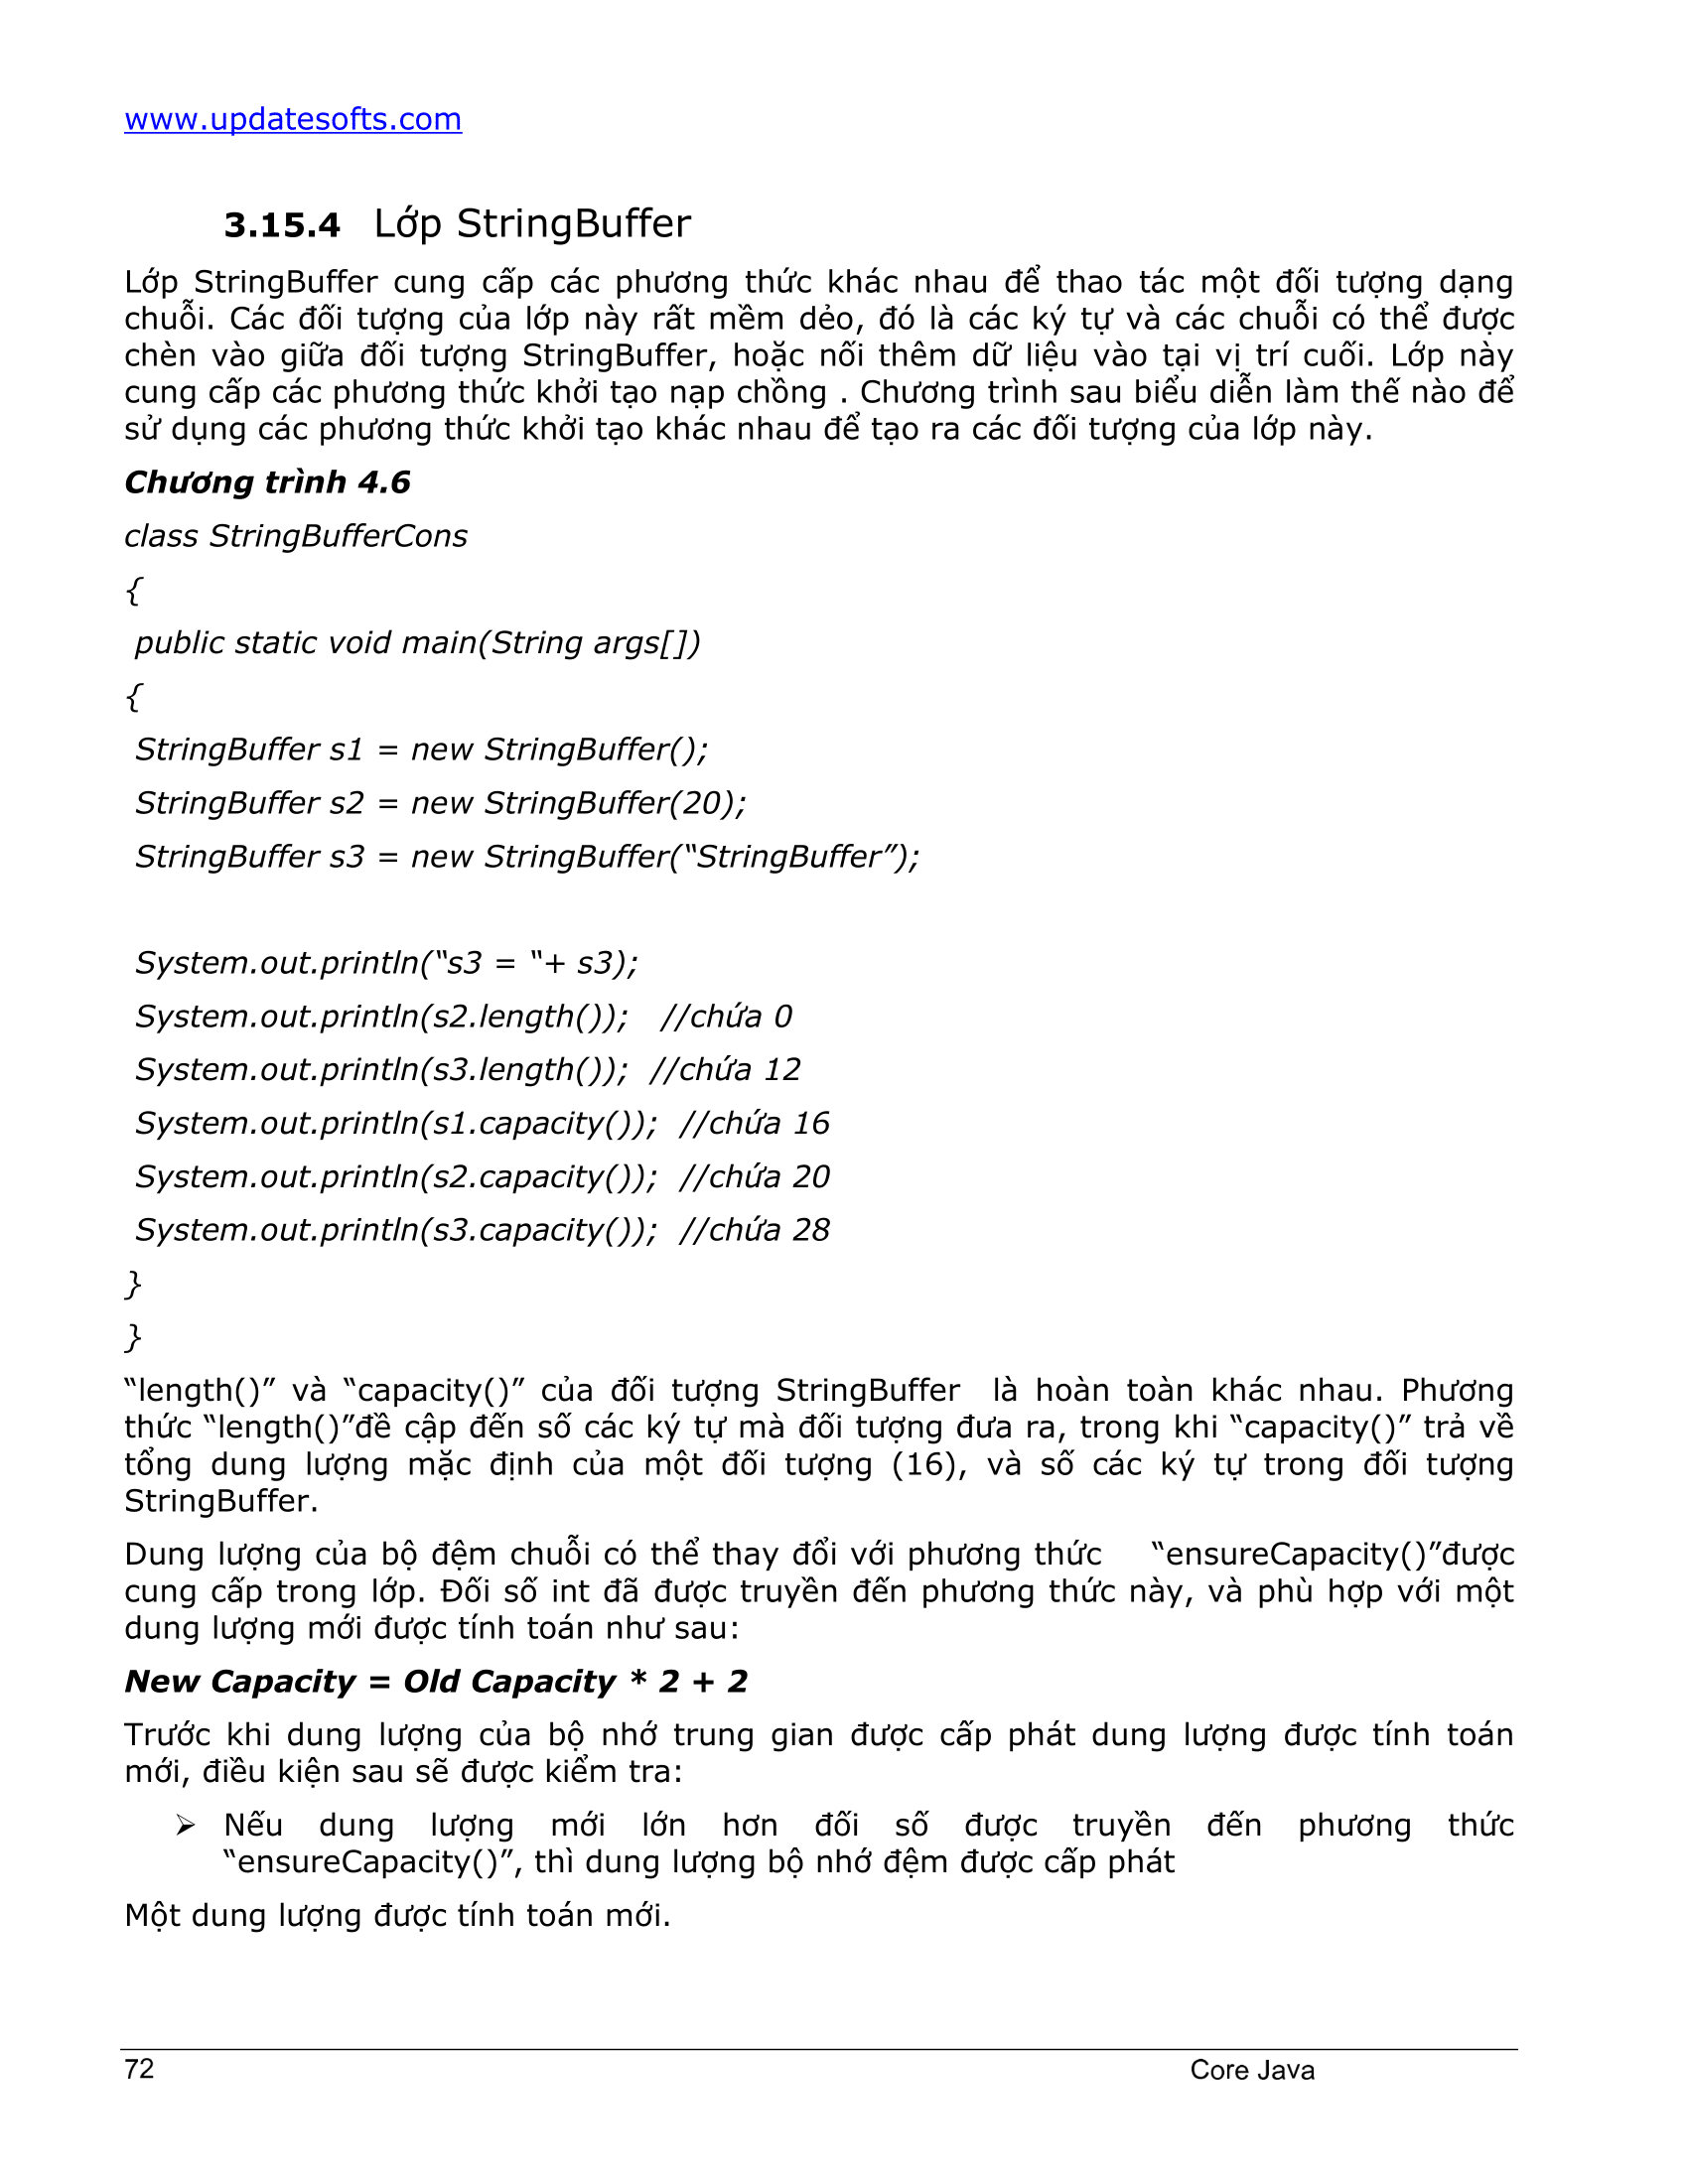 www.updatesofts.com
3.15.4 Lớp StringBuffer
Lớp StringBuffer cung cấp các phương thức khác nhau để thao tác một đối tượng dạng
chuỗi. Các đối tượng của lớp này rất mềm dẻo, đó là các ký tự và các chuỗi có thể được
chèn vào giữa đối tượng StringBuffer, hoặc nối thêm dữ liệu vào tại vị trí cuối. Lớp này
cung cấp các phương thức khởi tạo nạp chồng . Chương trình sau biểu diễn làm thế nào để
sử dụng các phương thức khởi tạo khác nhau để tạo ra các đối tượng của lớp này.
Chương trình 4.6
class StringBufferCons
{
public static void main(String args[])
{
StringBuffer s1 = new StringBuffer();
StringBuffer s2 = new StringBuffer(20);
StringBuffer s3 = new StringBuffer(“StringBuffer”);
System.out.println(“s3 = “+ s3);
System.out.println(s2.length()); //chứa 0
System.out.println(s3.length()); //chứa 12
System.out.println(s1.capacity()); //chứa 16
System.out.println(s2.capacity()); //chứa 20
System.out.println(s3.capacity()); //chứa 28
}
}
“length()” và “capacity()” của đối tượng StringBuffer là hoàn toàn khác nhau. Phương
thức “length()”đề cập đến số các ký tự mà đối tượng đưa ra, trong khi “capacity()” trả về
tổng dung lượng mặc định của một đối tượng (16), và số các ký tự trong đối tượng
StringBuffer.
Dung lượng của bộ đệm chuỗi có thể thay đổi với phương thức “ensureCapacity()”được
cung cấp trong lớp. Đối số int đã được truyền đến phương thức này, và phù hợp với một
dung lượng mới được tính toán như sau:
New Capacity = Old Capacity * 2 + 2
Trước khi dung lượng của bộ nhớ trung gian được cấp phát dung lượng được tính toán
mới, điều kiện sau sẽ được kiểm tra:
➢ Nếu dung lượng mới lớn hơn đối số được truyền đến phương thức
“ensureCapacity()”, thì dung lượng bộ nhớ đệm được cấp phát
Một dung lượng được tính toán mới.
72 Core Java